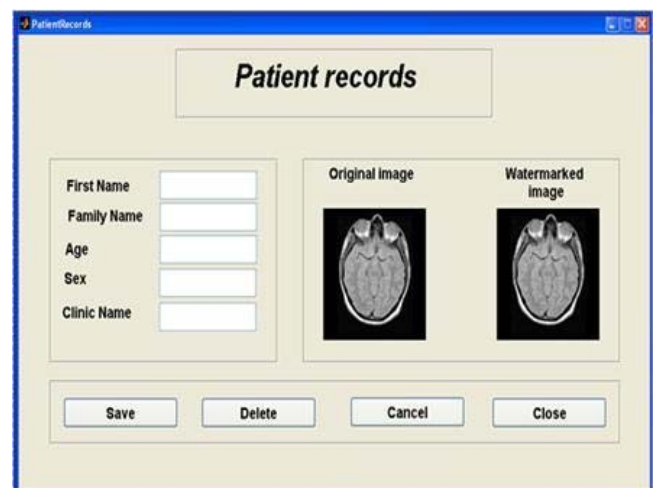 PatientRecords
Patient records
First Name
Family Name
Age
Sex
Clinic Name
Original image
Watermarked
image
Save
Delete
Cancel
Close